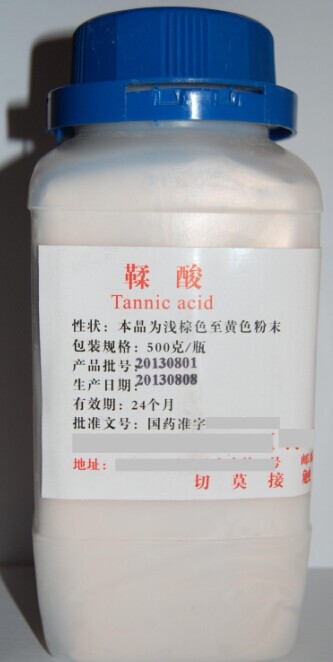 鞣 酸
Tannic acid
性状：本品为浅棕色至黄色粉末
包装规格：500克/瓶
产品批号：20130801
生产日期：20130808
有效期：24个月
批准文号：国药准字
地址：
切 莫 接 触